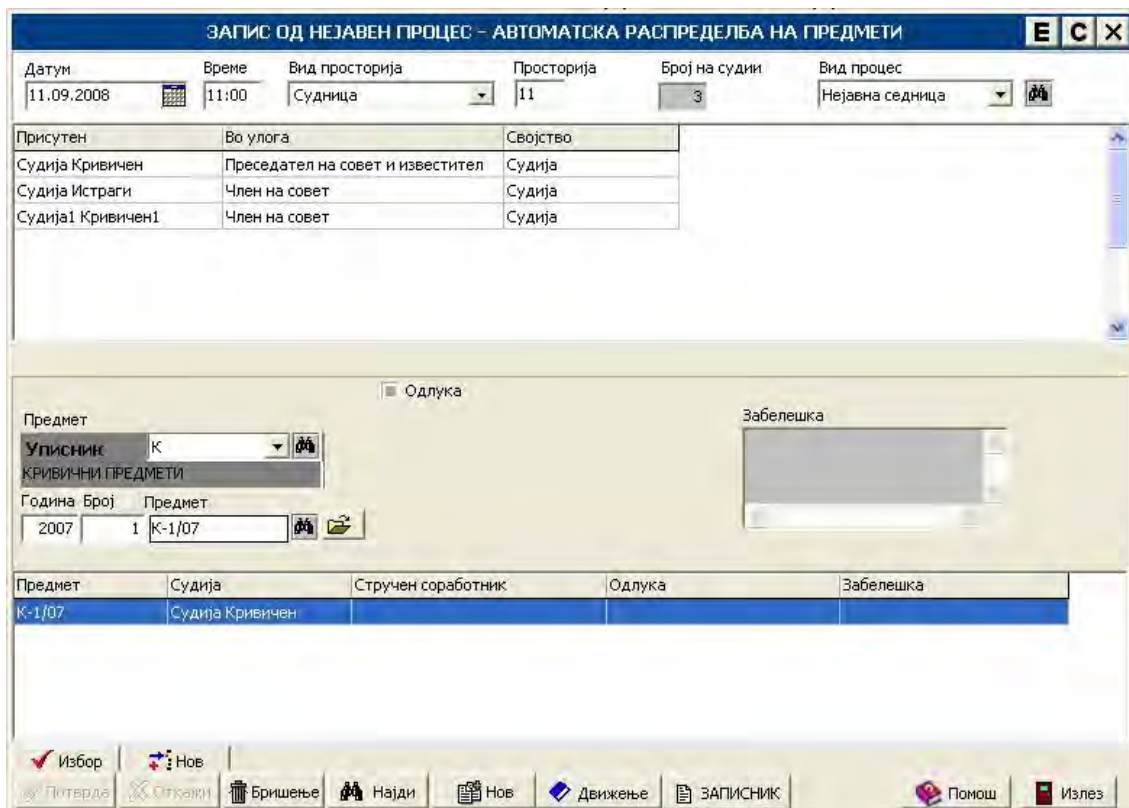 ЗАПИС ОД НЕЈАВЕН ПРОЦЕС - АВТОМАТСКА РАСПРЕДЕЛБА НА ПРЕДМЕТИ E C X
Датум Време Вид просторија Просторија Број на судии Вид процес
11.09.2008 11:00 Судница 11 3 Нејавна седница
Присутен Во улога Својство
Судија Кривичен Преседател на совет и известител Судија
Судија Истраги Член на совет Судија
Судија1 Кривичен1 Член на совет Судија
Одлука
Предмет Забелешка
Уписник К
КРИВИЧНИ ПРЕДМЕТИ
Година Број Предмет
2007 1 К-1/07
Предмет Судија Стручен соработник Одлука Забелешка
К-1/07 Судија Кривичен
Избор Нов
Потврда Откажи Бришење Најди Нов Движење ЗАПИСНИК Помош Излез